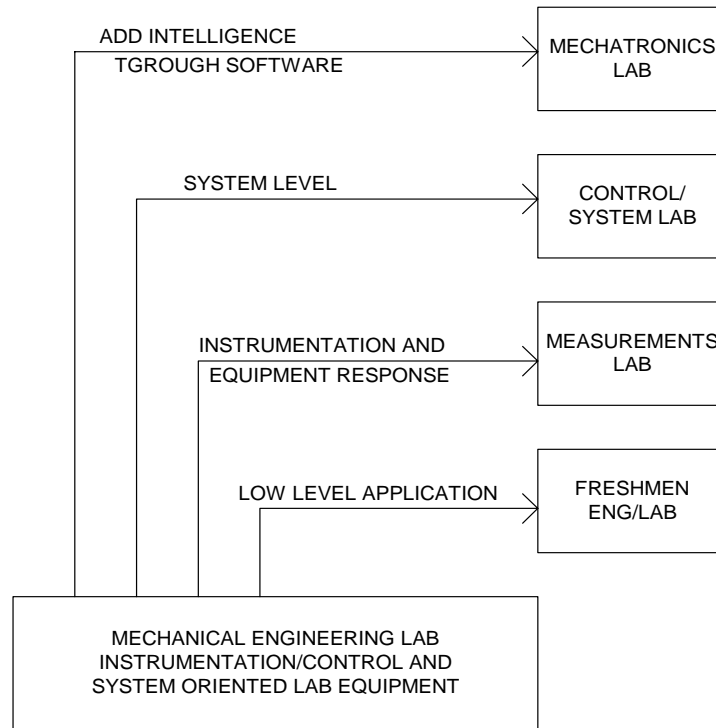 ADD INTELLIGENCE
TGROUGH SOFTWARE
MECHATRONICS
LAB
SYSTEM LEVEL
CONTROL/
SYSTEM LAB
INSTRUMENTATION AND
EQUIPMENT RESPONSE
MEASUREMENTS
LAB
LOW LEVEL APPLICATION
FRESHMEN
ENG/LAB
MECHANICAL ENGINEERING LAB
INSTRUMENTATION/CONTROL AND
SYSTEM ORIENTED LAB EQUIPMENT